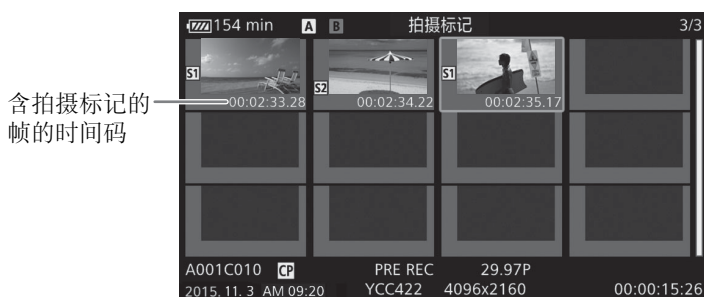 154 min A B 拍摄标记 3/3
S1 S2 S1
00:02:33.28 00:02:34.22 00:02:35.17
含拍摄标记的
帧的时间码
A001C010 CP PRE REC 29.97P
2015. 11. 3 AM 09:20 YCC422 4096x2160 00:00:15:26